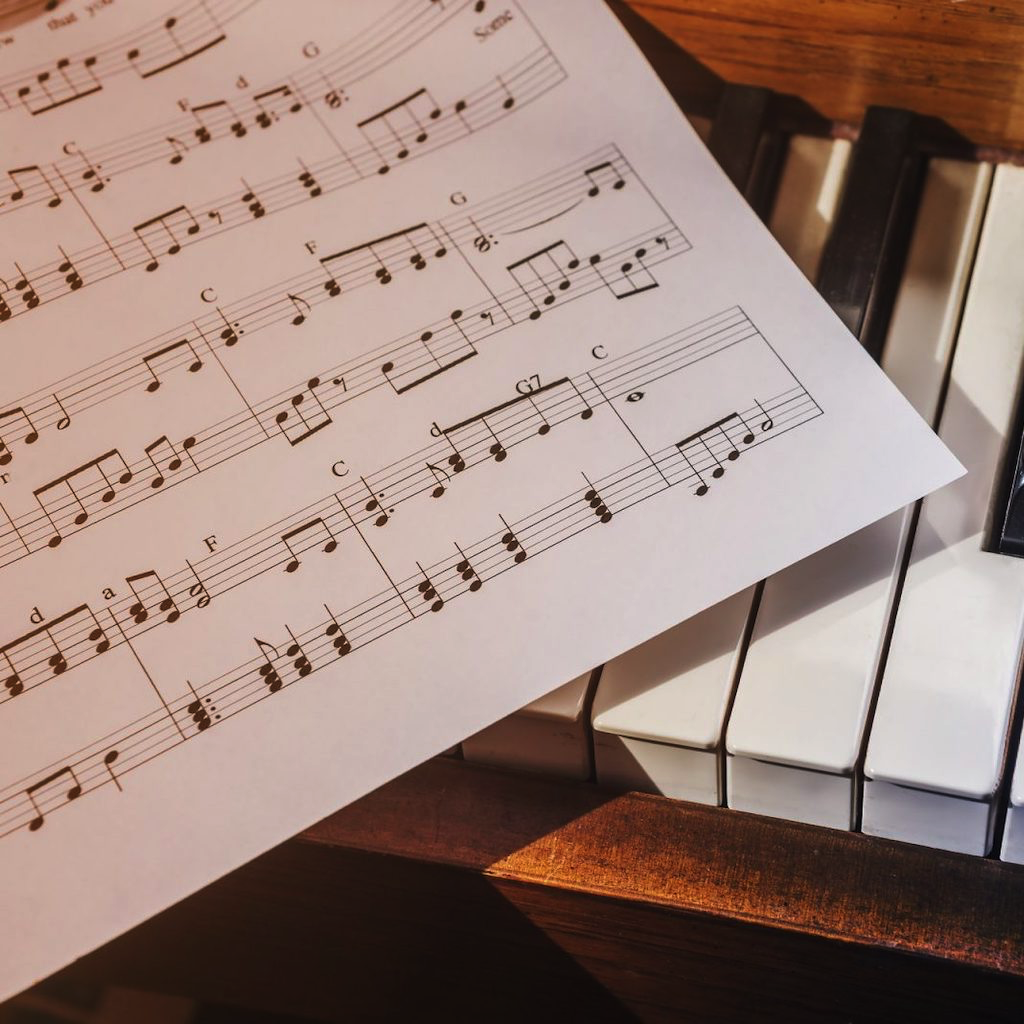 that you
C F d G
Some
C F G
r
d a F C d G7 C